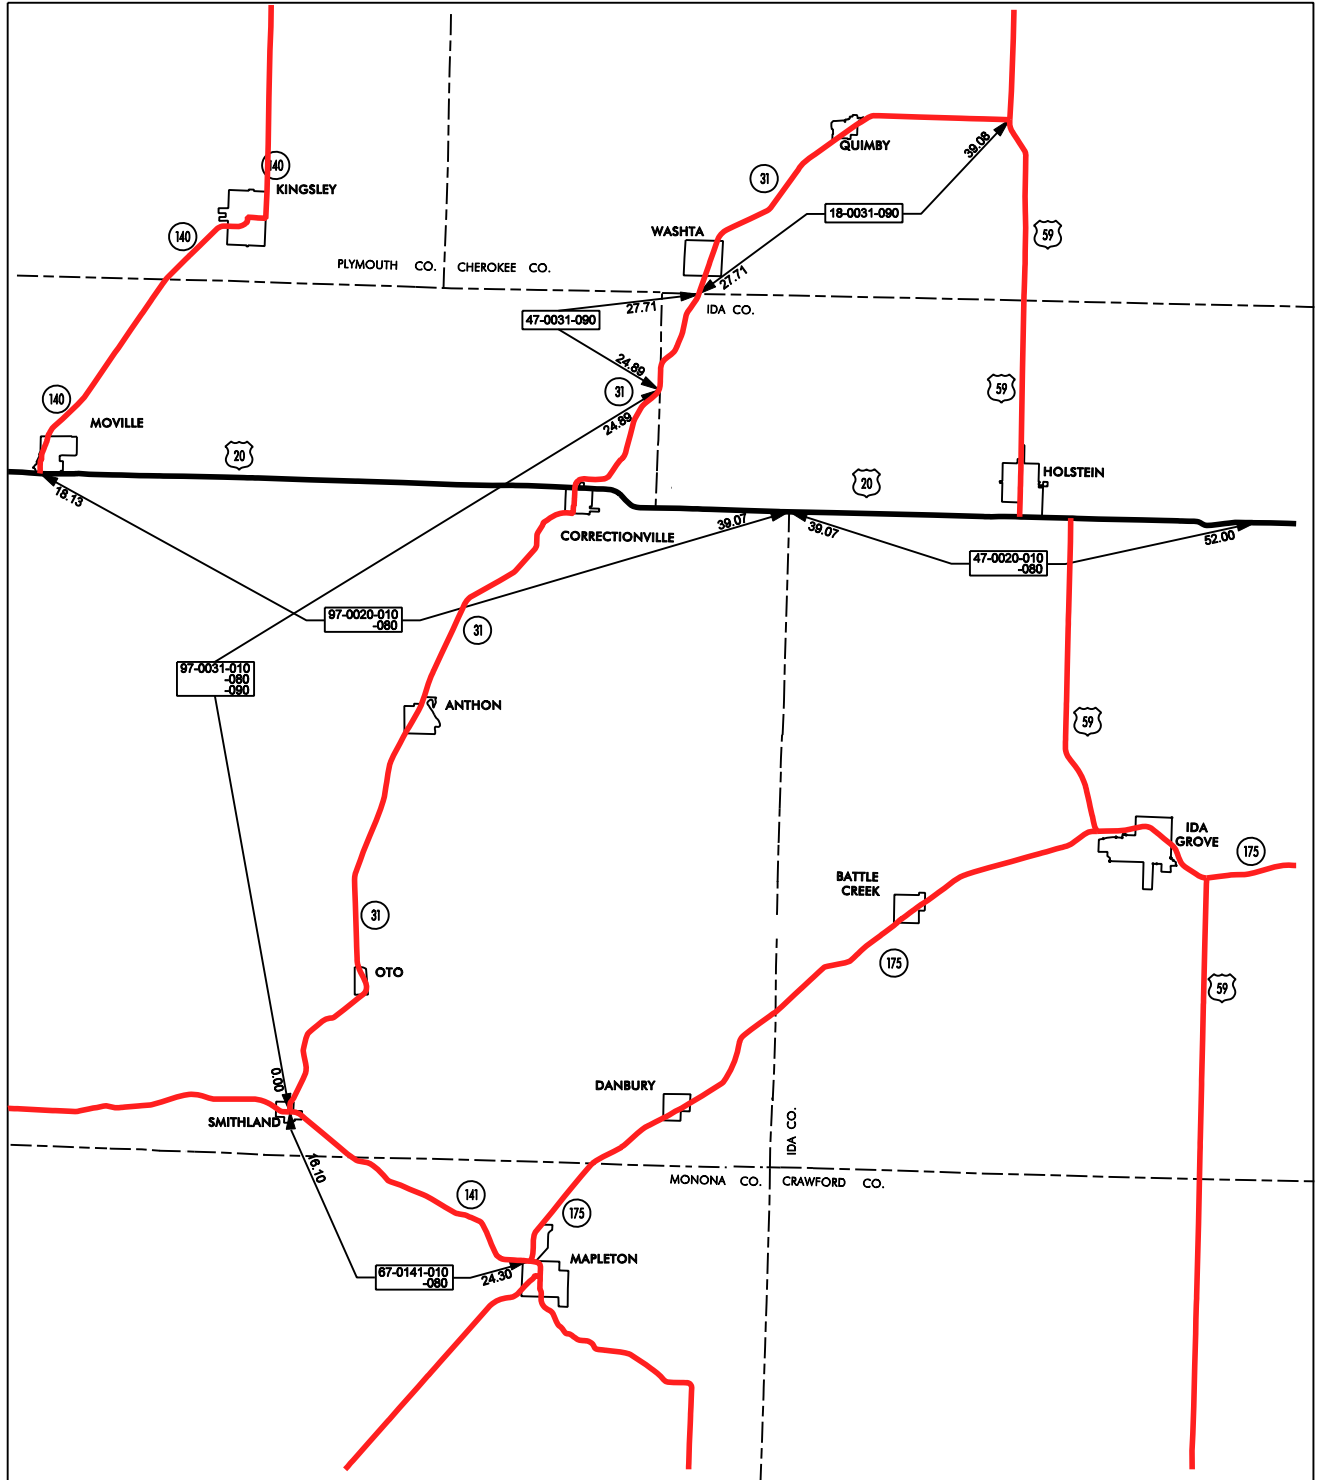 QUIMBY
39.08
140
KINGSLEY
31
18-0031-090
140
WASHTA
59
PLYMOUTH CO.
CHEROKEE CO.
27.71
27.71
IDA CO.
47-0031-090
24.89
31
59
140
24.89
MOVILLE
20
20
HOLSTEIN
18.13
39.07
39.07
52.00
CORRECTIONVILLE
47-0020-010
-080
97-0020-010
-080
31
97-0031-010
-080
-090
ANTHON
59
IDA
GROVE
175
BATTLE
CREEK
31
175
OTO
59
0.00
DANBURY
SMITHLAND
IDA CO.
16.10
MONONA CO.
CRAWFORD CO.
141
175
MAPLETON
67-0141-010
-080
24.30